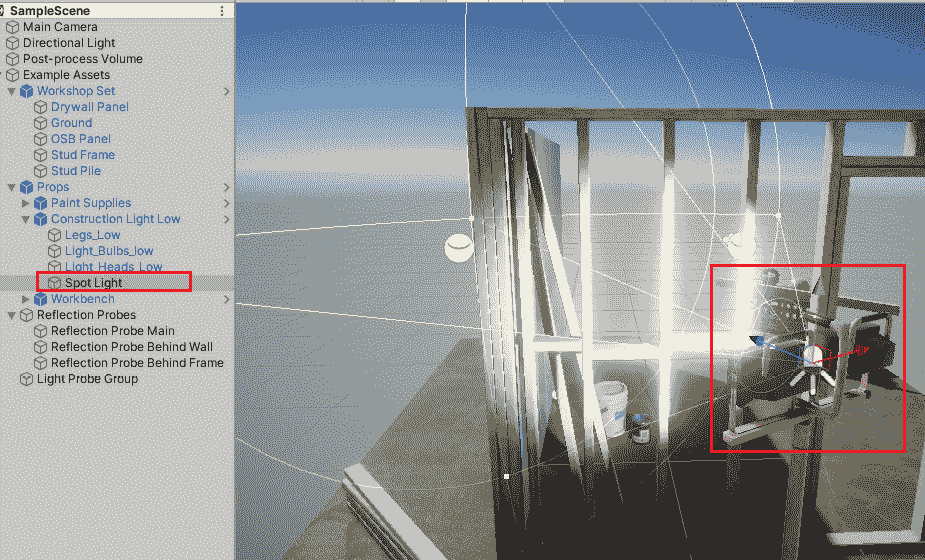 SampleScene
Main Camera
Directional Light
Post-process Volume
Example Assets
Workshop Set
Drywall Panel
Ground
OSB Panel
Stud Frame
Stud Pile
Props
Paint Supplies
Construction Light Low
Legs_Low
Light_Bulbs_low
Light_Heads_Low
Spot Light
Workbench
Reflection Probes
Reflection Probe Main
Reflection Probe Behind Wall
Reflection Probe Behind Frame
Light Probe Group